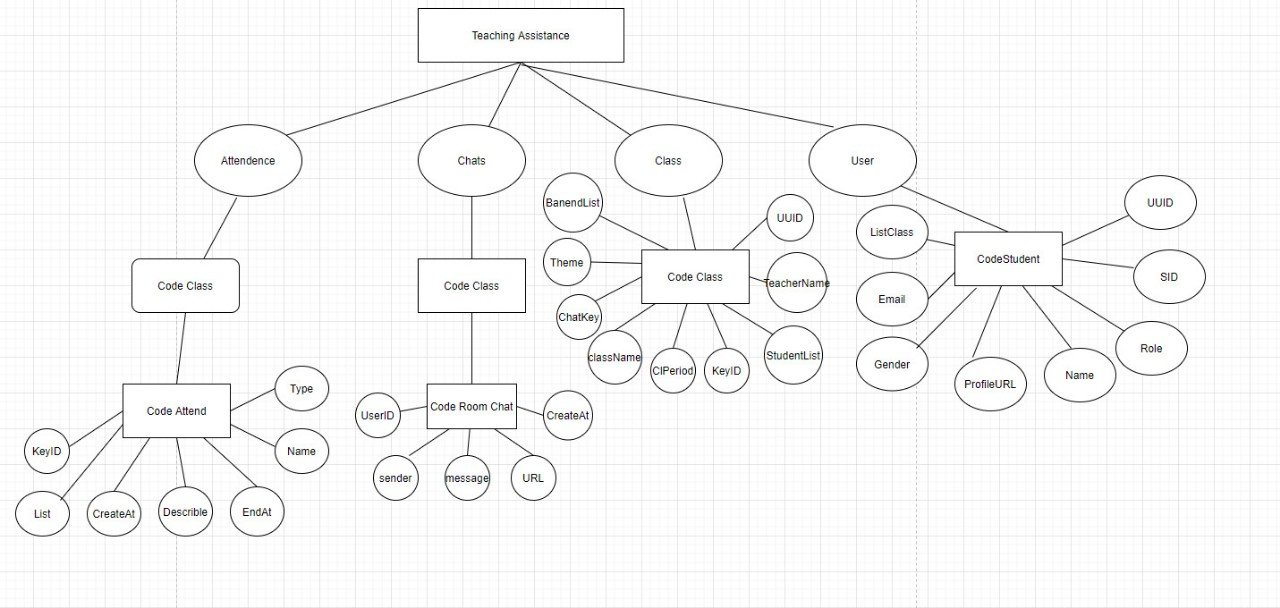 Teaching Assistance
Attendence
Chats
Class
User
BanendList
UUID
UUID
ListClass
Theme
Code Class
Code Class
Code Class
TeacherName
CodeStudent
SID
Email
ChatKey
className
ClPeriod
KeyID
StudentList
Gender
ProfileURL
Name
Role
Type
Code Attend
UserID
Code Room Chat
CreateAt
KeyID
Name
sender
message
URL
List
CreateAt
Describle
EndAt